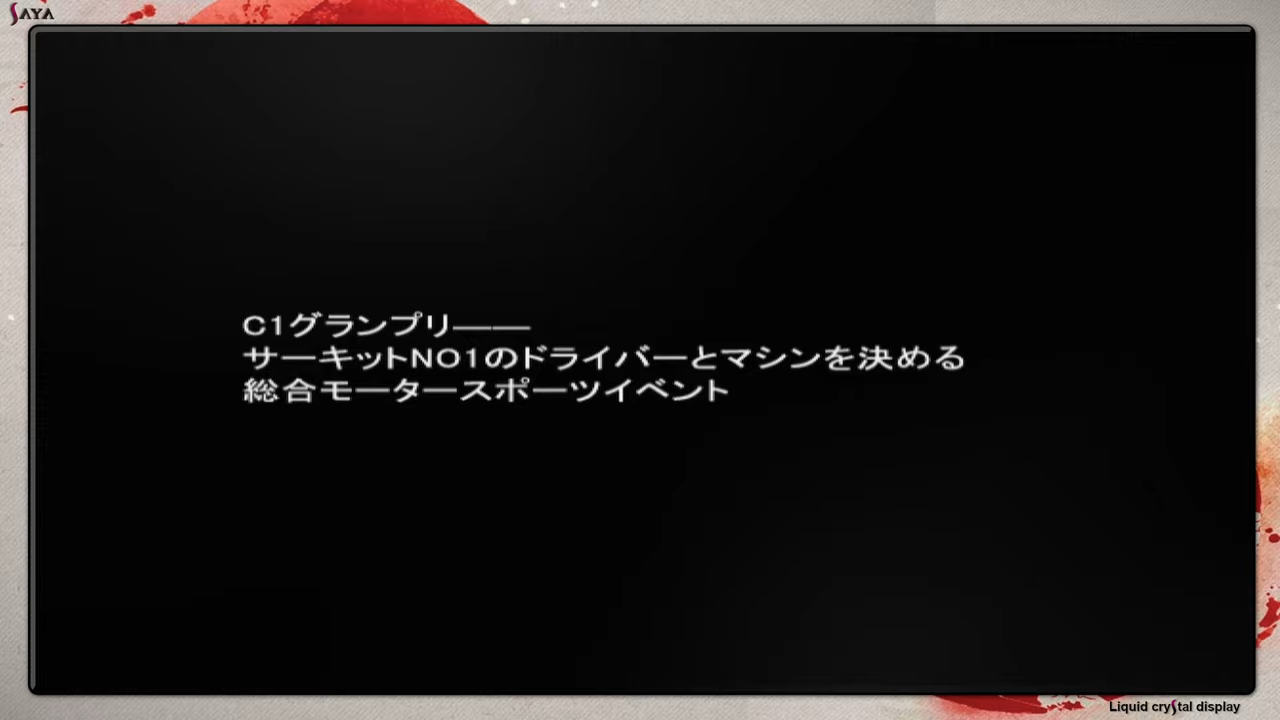 SAYA
C1グランプリ―――
サーキットNO1のドライバーとマシンを決める
総合モータースポーツイベント
Liquid crystal display